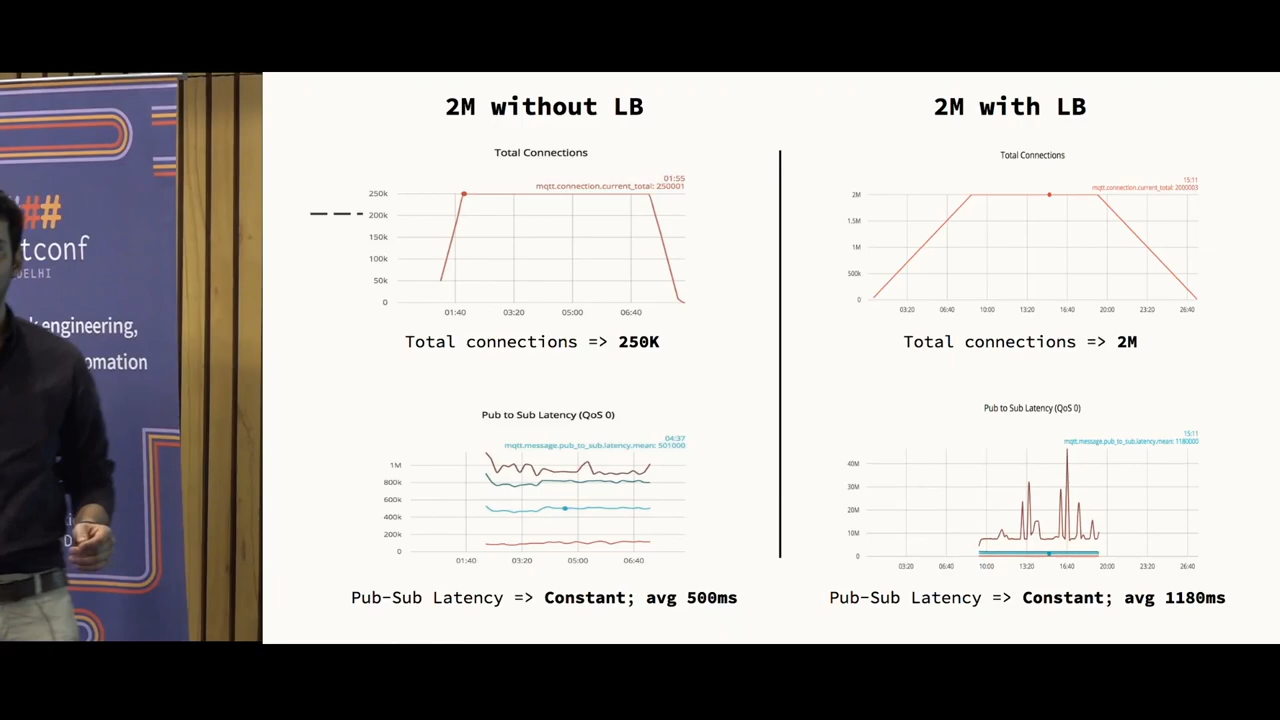 ##
tconf
ELHI
engineering,
omation
2M without LB
Total Connections
01:55
mqtt.connection.current_total: 250001
250k
200k
150k
100k
50k
0
01:40 03:20 05:00 06:40
Total connections => 250K
Pub to Sub Latency (QoS 0)
04:37
mqtt.message.pub_to_sub.latency.mean: 501000
1M
800k
600k
400k
200k
0
01:40 03:20 05:00 06:40
Pub-Sub Latency => Constant; avg 500ms
2M with LB
Total Connections
15:11
mqtt.connection.current_total: 2000003
2M
1.5M
1M
500k
0
03:20 06:40 10:00 13:20 16:40 20:00 23:20 26:40
Total connections => 2M
Pub to Sub Latency (QoS 0)
15:11
mqtt.message.pub_to_sub.latency.mean: 1180000
40M
30M
20M
10M
0
03:20 06:40 10:00 13:20 16:40 20:00 23:20 26:40
Pub-Sub Latency => Constant; avg 1180ms